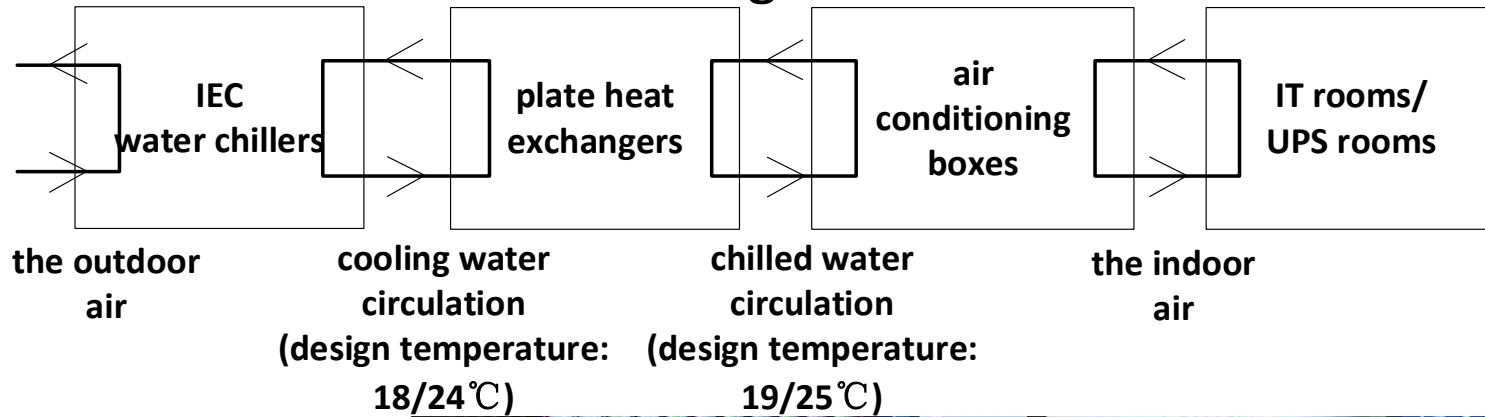 IEC
water chillers
plate heat
exchangers
air
conditioning
boxes
IT rooms/
UPS rooms
the outdoor
air
cooling water
circulation
(design temperature:
18/24℃)
chilled water
circulation
(design temperature:
19/25℃)
the indoor
air